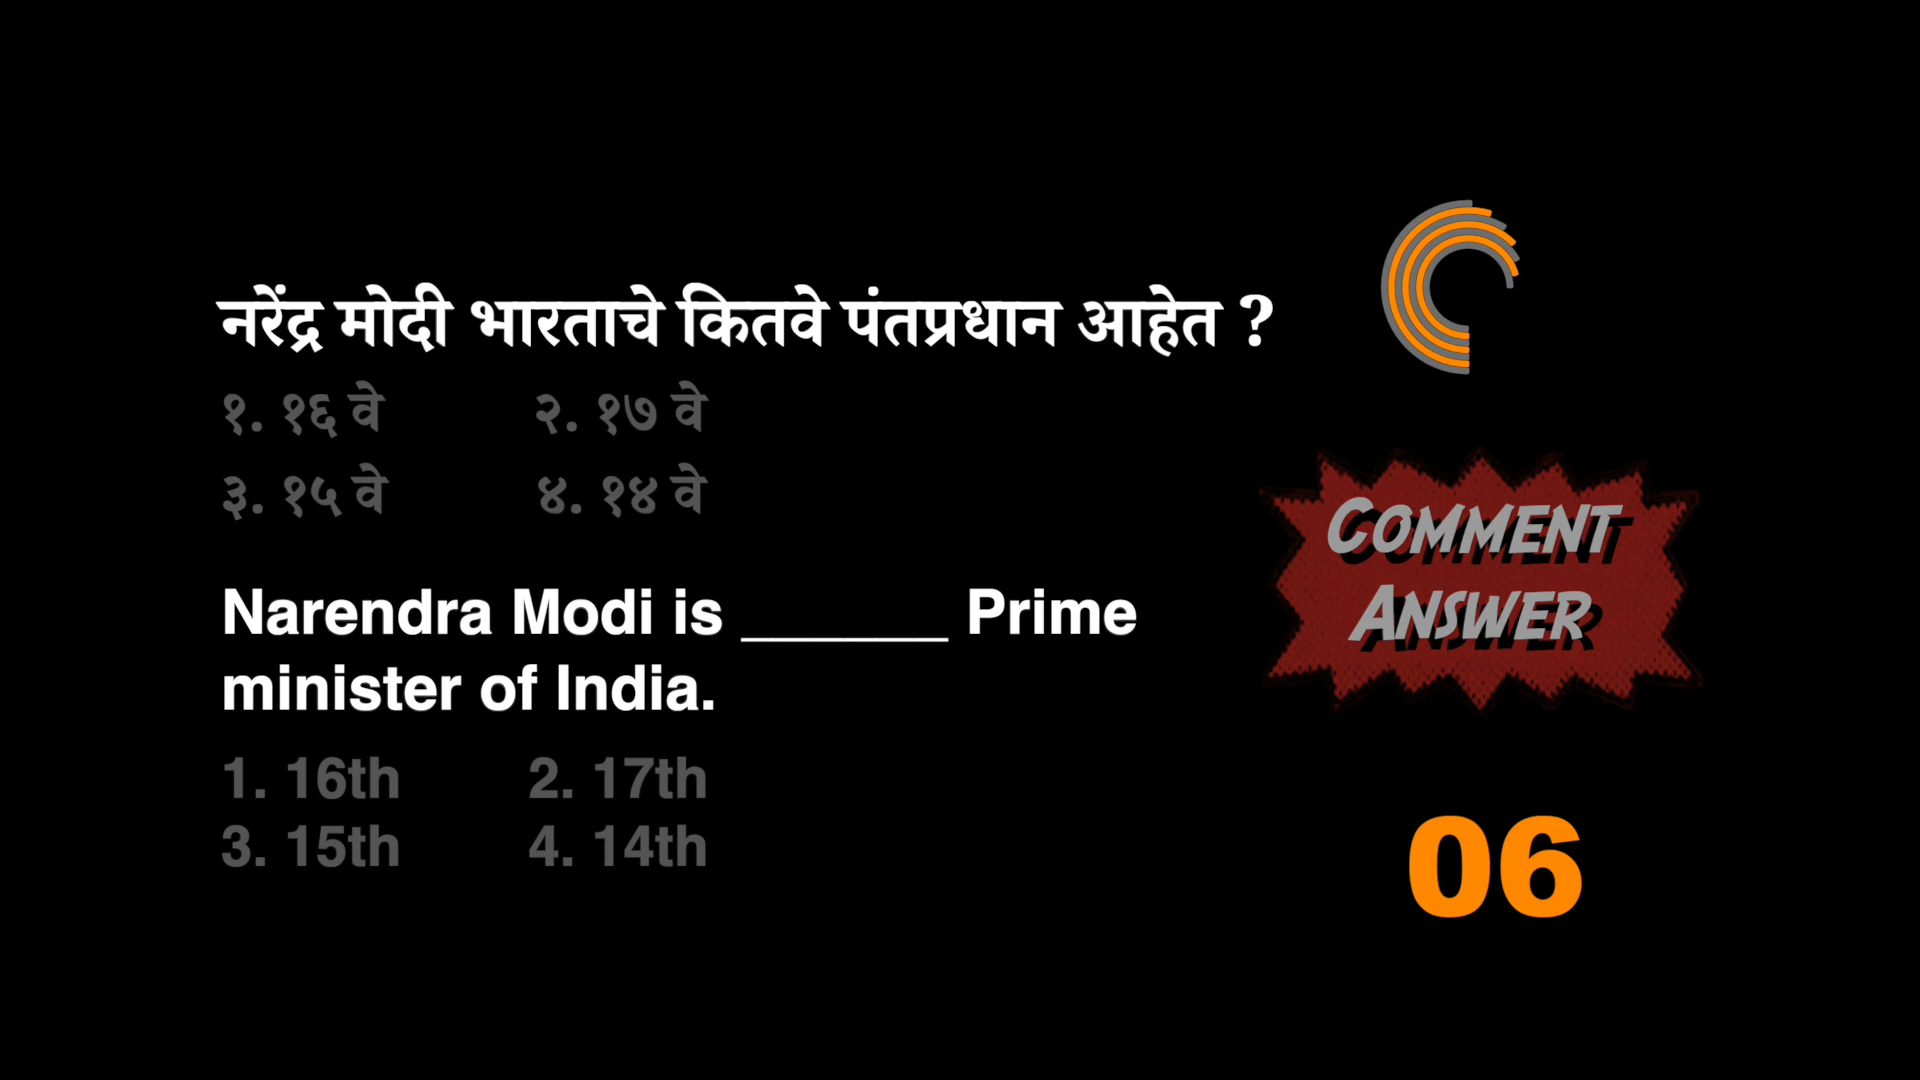 नरेंद्र मोदी भारताचे कितवे पंतप्रधान आहेत ?
१. १६ वे २. १७ वे
३. १५ वे ४. १४ वे
Narendra Modi is ______ Prime
minister of India.
1. 16th 2. 17th
3. 15th 4. 14th
COMMENT
ANSWER
06